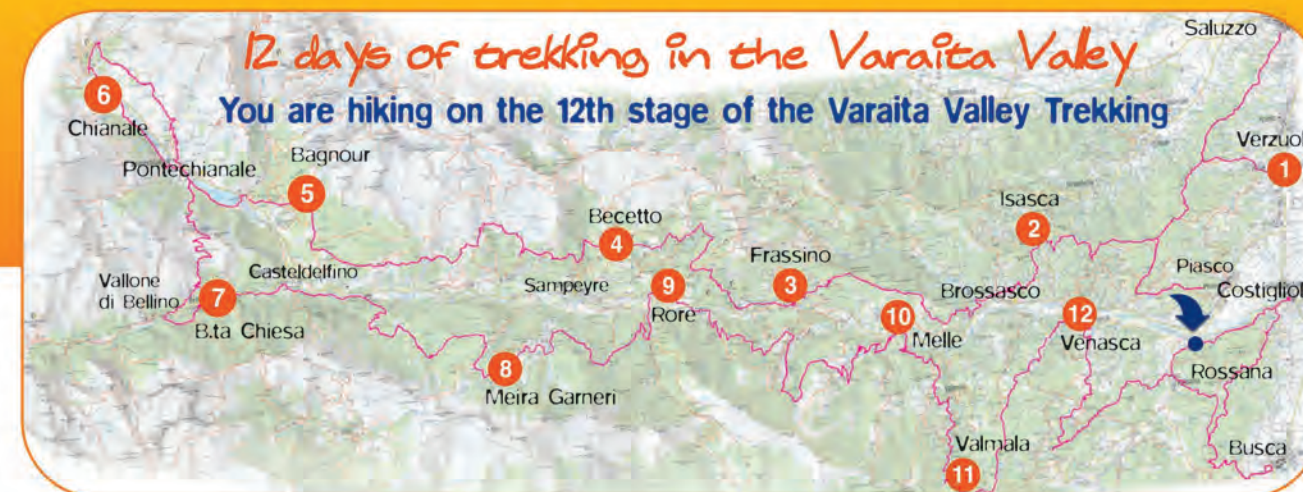 12 days of trekking in the Varaita Valley
You are hiking on the 12th stage of the Varaita Valley Trekking
Saluzzo
6
Chianale
Verzuol
1
Pontechianale
Bagnour
5
Isasca
2
Becetto
4
Frassino
3
Piasco
Costigliol
Vallone
di Bellino
7
B.ta Chiesa
Casteldelfino
Sampeyre
9
Rore
10
Melle
Brossasco
12
Venasca
Rossana
8
Meira Garneri
Valmala
11
Busca